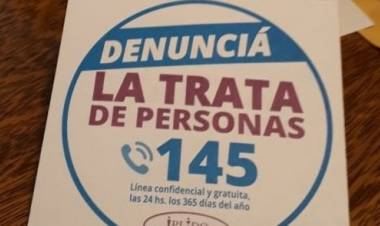 DENUNCIÁ
LA TRATA
DE PERSONAS
145
Línea confidencial y gratuita,
las 24 hs. los 365 días del año